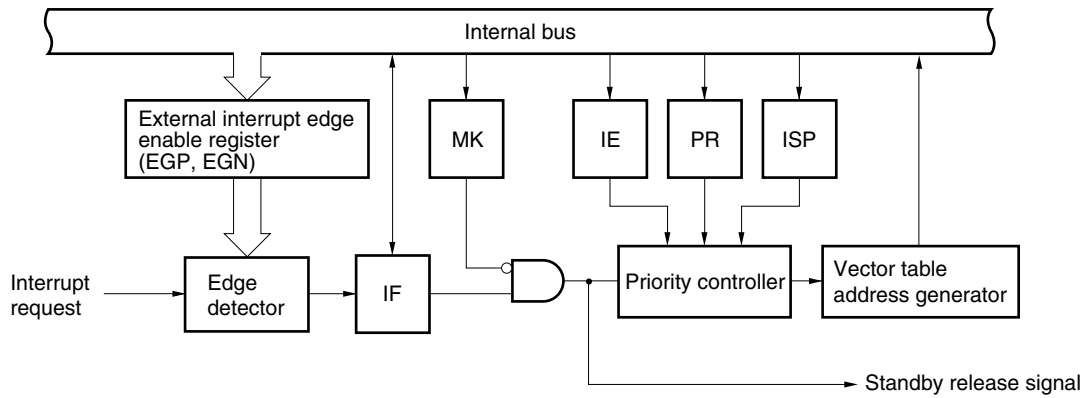 Internal bus
External interrupt edge
enable register
(EGP, EGN)
MK
IE
PR
ISP
Interrupt
request
Edge
detector
IF
Priority controller
Vector table
address generator
Standby release signal